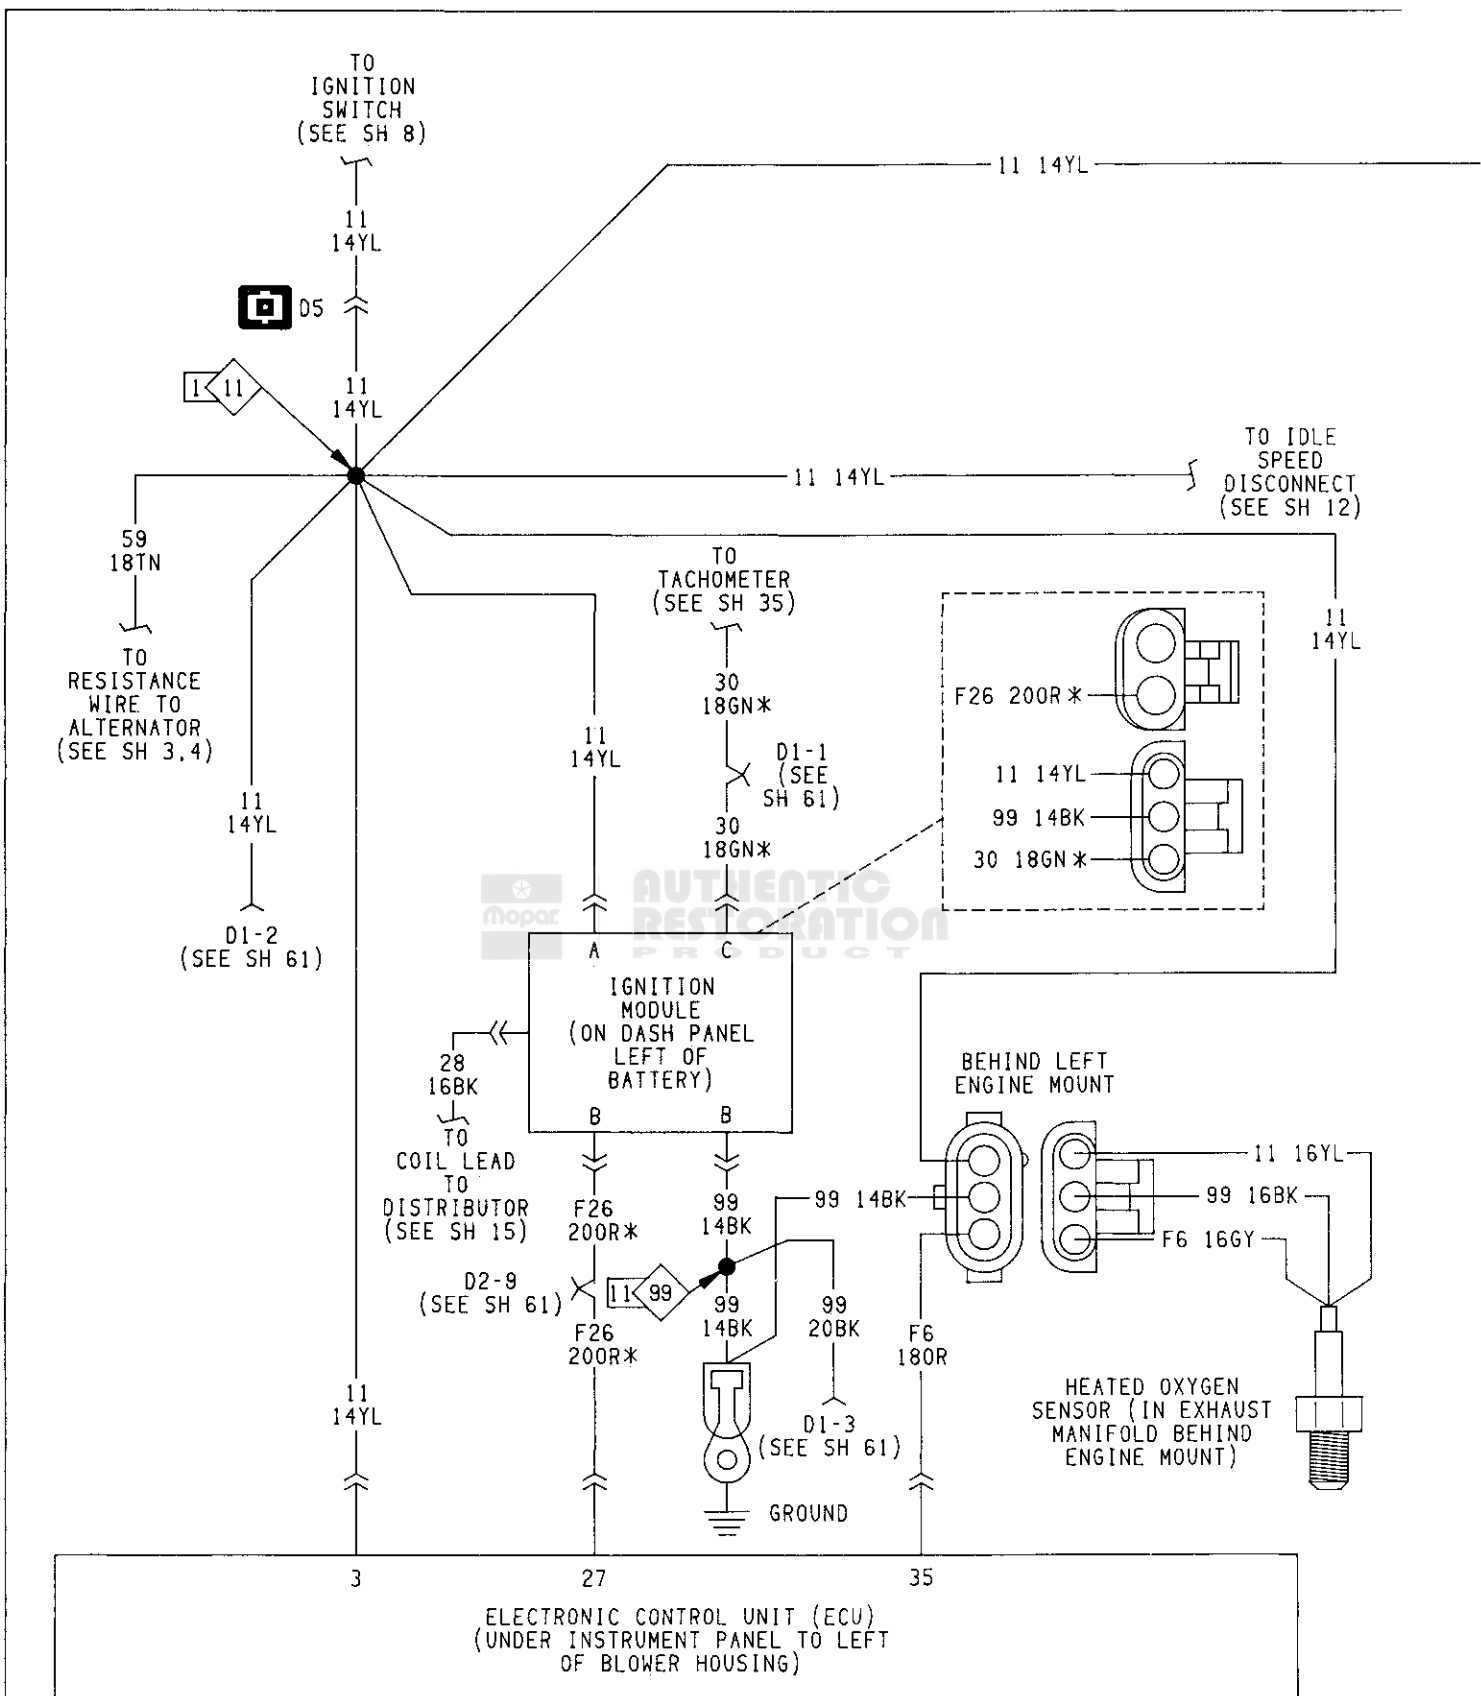 TO
IGNITION
SWITCH
(SEE SH 8)
11 14YL
11
14YL
D5
1 11
11
14YL
11 14YL
TO IDLE
SPEED
DISCONNECT
(SEE SH 12)
59
18TN
TO
RESISTANCE
WIRE TO
ALTERNATOR
(SEE SH 3,4)
TO
TACHOMETER
(SEE SH 35)
11
14YL
30
18GN*
F26 20OR*
11
14YL
D1-1
(SEE
SH 61)
11 14YL
99 14BK
30 18GN*
11
14YL
30
18GN*
D1-2
(SEE SH 61)
Mopar
AUTHENTIC
RESTORATION
PRODUCT
A
C
IGNITION
MODULE
(ON DASH PANEL
LEFT OF
BATTERY)
B
B
28
16BK
TO
COIL LEAD
TO
DISTRIBUTOR
(SEE SH 15)
BEHIND LEFT
ENGINE MOUNT
11 16YL
99 14BK
99 16BK
F6 16GY
F26
20OR*
99
14BK
D2-9
(SEE SH 61)
11 99
F26
20OR*
99
14BK
99
20BK
F6
18OR
D1-3
(SEE SH 61)
HEATED OXYGEN
SENSOR (IN EXHAUST
MANIFOLD BEHIND
ENGINE MOUNT)
11
14YL
GROUND
3
27
35
ELECTRONIC CONTROL UNIT (ECU)
(UNDER INSTRUMENT PANEL TO LEFT
OF BLOWER HOUSING)